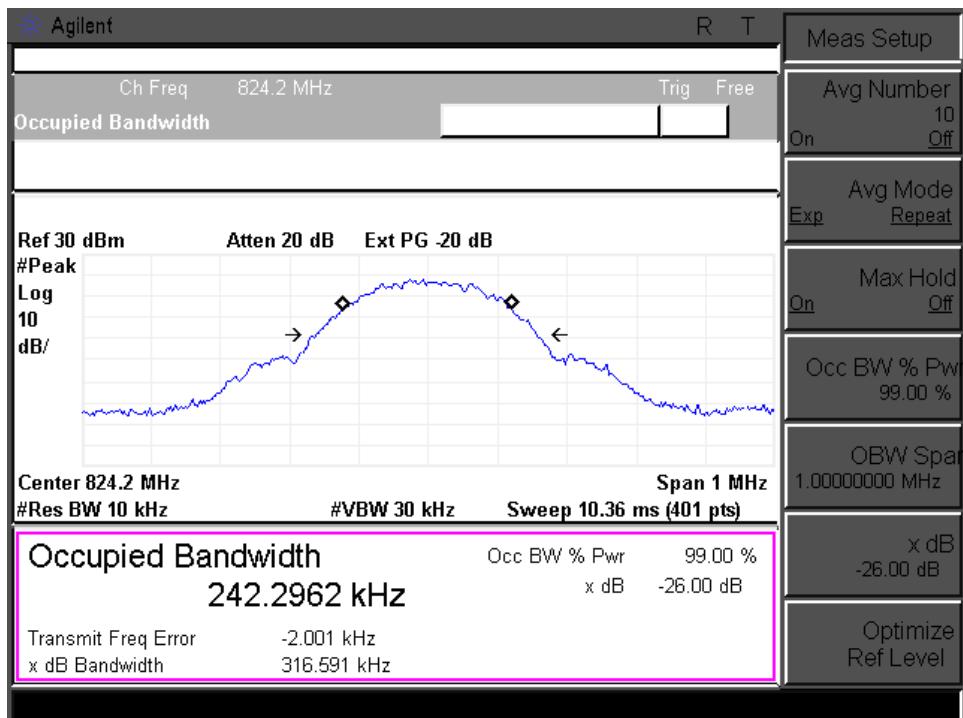 Agilent R T
Ch Freq 824.2 MHz Trig Free
Occupied Bandwidth
Ref 30 dBm Atten 20 dB Ext PG -20 dB
#Peak
Log
10
dB/
Center 824.2 MHz Span 1 MHz
#Res BW 10 kHz #VBW 30 kHz Sweep 10.36 ms (401 pts)
Occupied Bandwidth Occ BW % Pwr 99.00 %
242.2962 kHz x dB -26.00 dB
Transmit Freq Error -2.001 kHz
x dB Bandwidth 316.591 kHz
Meas Setup
Avg Number
10
On Off
Avg Mode
Exp Repeat
Max Hold
On Off
Occ BW % Pw
99.00 %
OBW Spa
1.00000000 MHz
x dB
-26.00 dB
Optimize
Ref Level